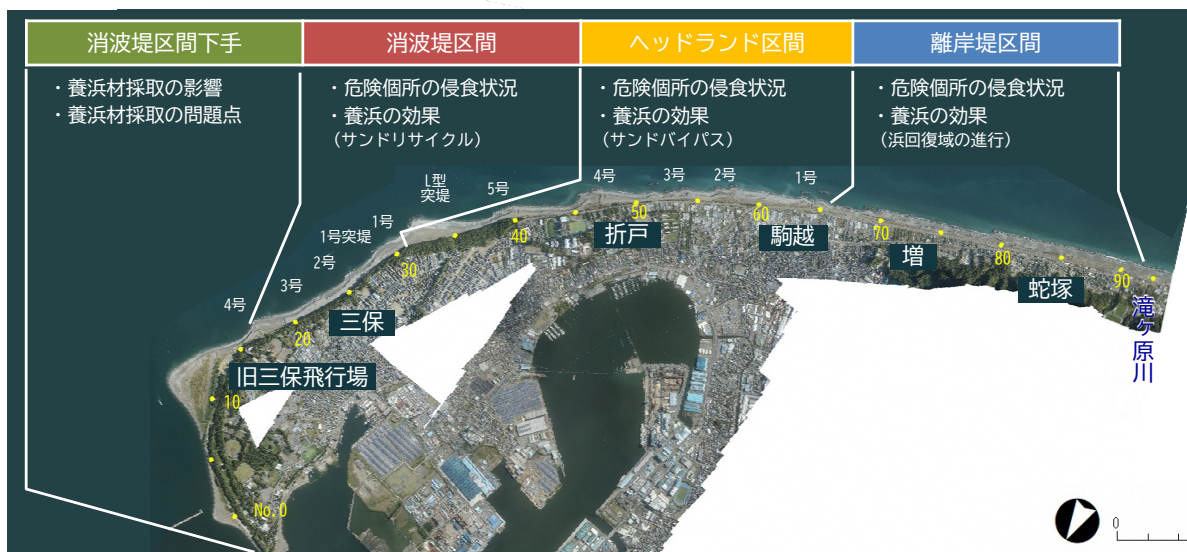 消波堤区間下手
消波堤区間
ヘッドランド区間
離岸堤区間
・養浜材採取の影響
・養浜材採取の問題点
・危険個所の侵食状況
・養浜の効果
(サンドリサイクル)
・危険個所の侵食状況
・養浜の効果
(サンドバイパス)
・危険個所の侵食状況
・養浜の効果
(浜回復域の進行)
L型
突堤
5号
4号
3号
2号
1号
1号
1号突堤
2号
3号
4号
折戸
駒越
増
蛇塚
三保
旧三保飛行場
滝ヶ原川
No.0
10
20
30
40
50
60
70
80
90
0